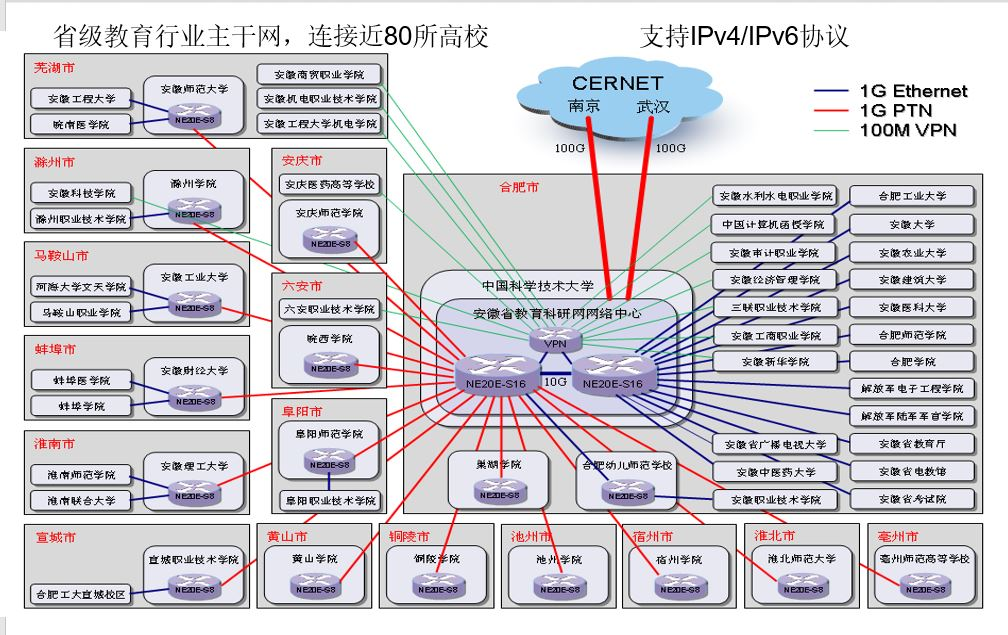 省级教育行业主干网，连接近80所高校
支持IPv4/IPv6协议
芜湖市
安徽工程大学
皖南医学院
安徽师范大学
NE20E-S8
安徽商贸职业学院
安徽机电职业技术学院
安徽工程大学机电学院
CERNET
南京
武汉
100G
100G
1G Ethernet
1G PTN
100M VPN
滁州市
安徽科技学院
滁州职业技术学院
滁州学院
NE20E-S8
安庆市
安庆医药高等学校
安庆师范学院
NE20E-S8
马鞍山市
河海大学文天学院
马鞍山职业学院
安徽工业大学
NE20E-S8
六安市
六安职业技术学院
皖西学院
NE20E-S8
蚌埠市
蚌埠医学院
蚌埠学院
安徽财经大学
NE20E-S8
阜阳市
阜阳师范学院
NE20E-S8
阜阳职业技术学院
淮南市
淮南师范学院
淮南联合大学
安徽理工大学
NE20E-S8
合肥市
中国科学技术大学
安徽省教育科研网网络中心
VPN
NE20E-S16
10G
NE20E-S16
安徽水利水电职业学院
中国计算机函授学院
安徽审计职业学院
安徽经济管理学院
三联职业技术学院
安徽工商职业学院
安徽新华学院
安徽省广播电视大学
安徽中医药大学
安徽职业技术学院
合肥工业大学
安徽大学
安徽农业大学
安徽建筑大学
安徽医科大学
合肥师范学院
合肥学院
解放军电子工程学院
解放军陆军军官学院
安徽省教育厅
安徽省电教馆
安徽省考试院
巢湖学院
NE20E-S8
合肥幼儿师范学校
NE20E-S8
宣城市
合肥工大宣城校区
宣城职业技术学院
NE20E-S8
黄山市
黄山学院
NE20E-S8
铜陵市
铜陵学院
NE20E-S8
池州市
池州学院
NE20E-S8
宿州市
宿州学院
NE20E-S8
淮北市
淮北师范大学
NE20E-S8
亳州市
亳州师范高等学校
NE20E-S8